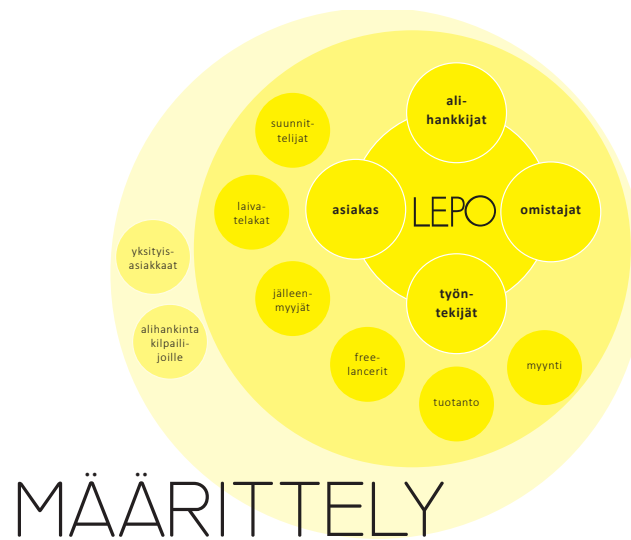 ali-
hankkijat
suunnit-
telijat
laiva-
telakat
asiakas
LEPO
omistajat
yksityis-
asiakkaat
jälleen-
myyjät
työn-
tekijät
alihankinta
kilpaili-
joille
free-
lancerit
myynti
tuotanto
MÄÄRITTELY